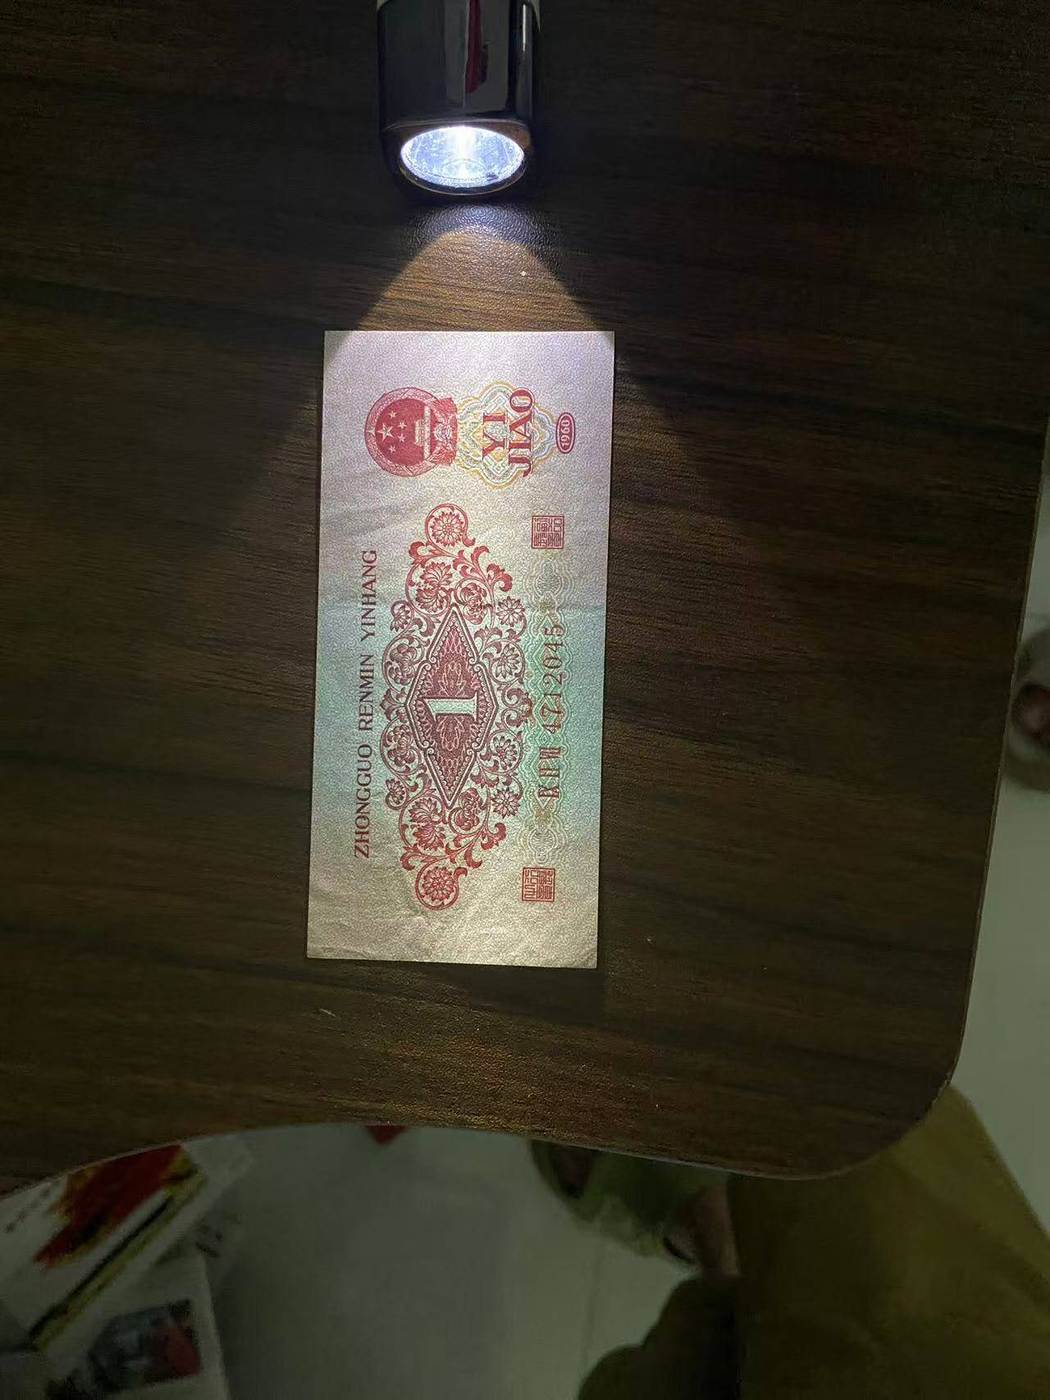 ZHONGGUO RENMIN YINHANG
YI
JIAO
1
4712045
1960